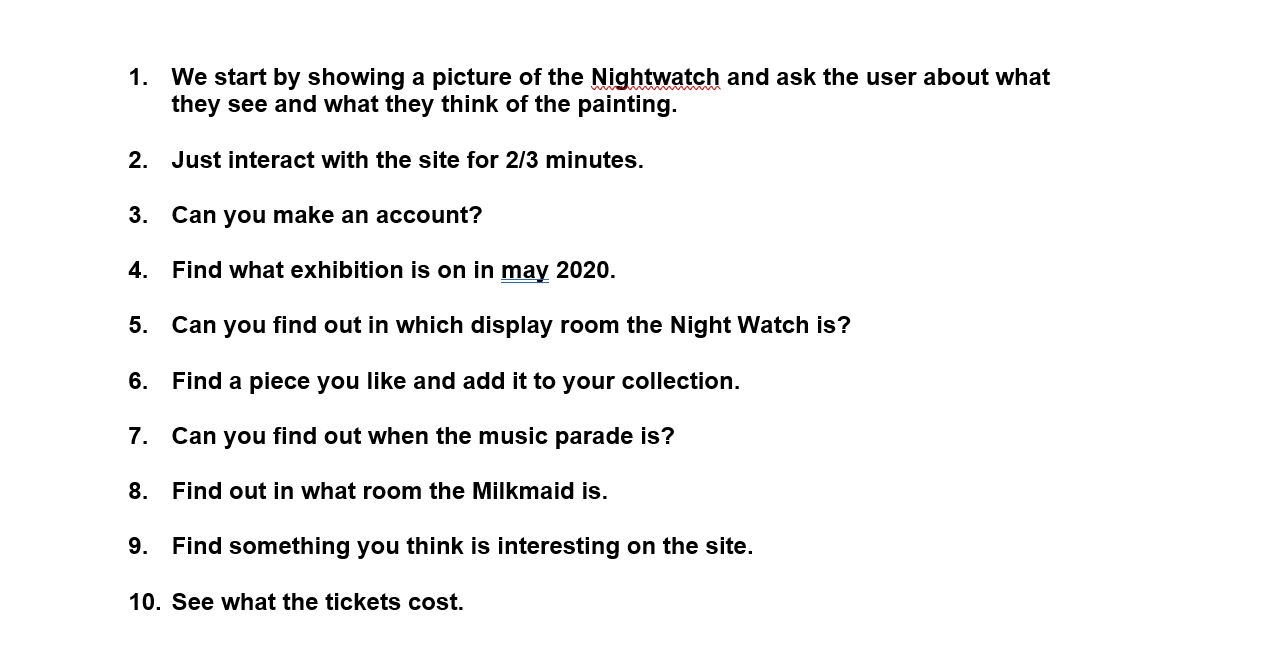 1. We start by showing a picture of the Nightwatch and ask the user about what
they see and what they think of the painting.
2. Just interact with the site for 2/3 minutes.
3. Can you make an account?
4. Find what exhibition is on in may 2020.
5. Can you find out in which display room the Night Watch is?
6. Find a piece you like and add it to your collection.
7. Can you find out when the music parade is?
8. Find out in what room the Milkmaid is.
9. Find something you think is interesting on the site.
10. See what the tickets cost.